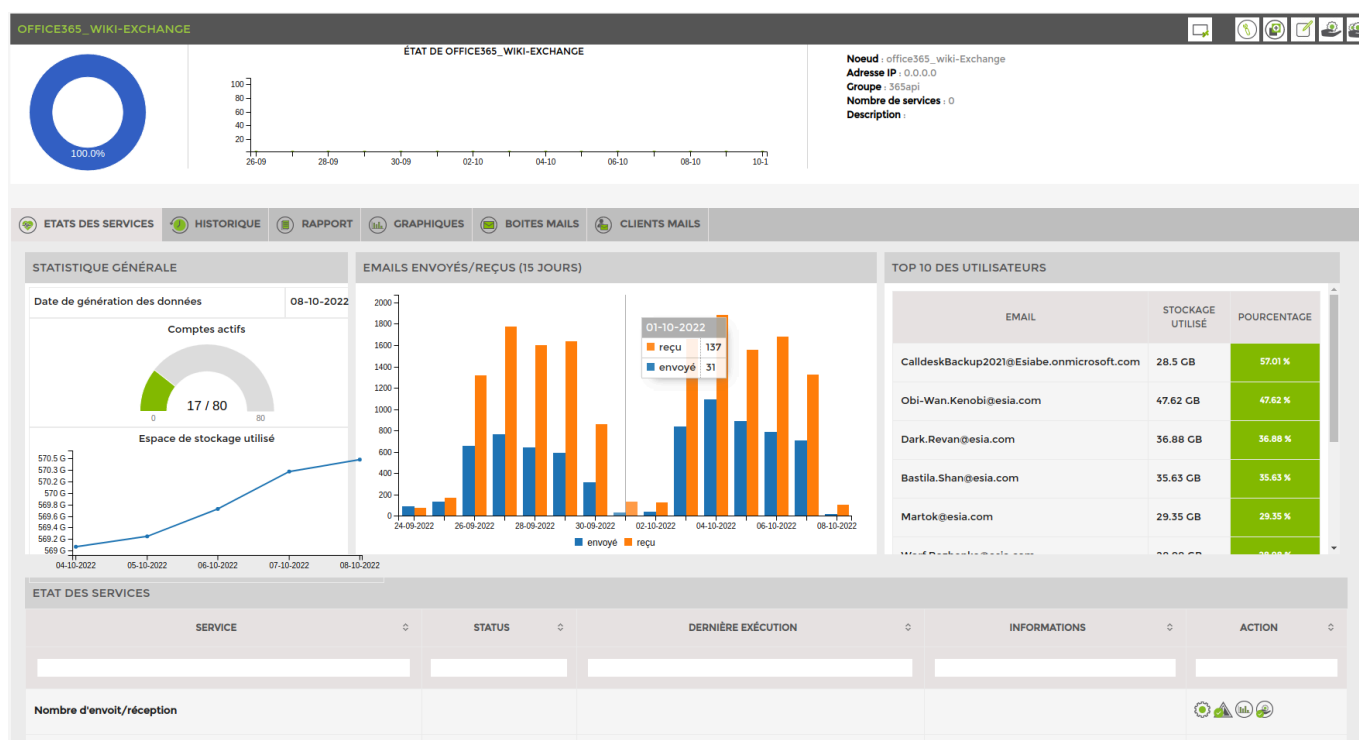 OFFICE365_WIKI-EXCHANGE
100.0%
ÉTAT DE OFFICE365_WIKI-EXCHANGE
100
80
60
40
20
26-09 28-09 30-09 02-10 04-10 06-10 08-10 10-1
Noeud : office365_wiki-Exchange
Adresse IP : 0.0.0.0
Groupe : 365api
Nombre de services : 0
Description :
ETATS DES SERVICES HISTORIQUE RAPPORT GRAPHIQUES BOITES MAILS CLIENTS MAILS
STATISTIQUE GÉNÉRALE
Date de génération des données 08-10-2022
Comptes actifs
17 / 80
0 80
Espace de stockage utilisé
570.5 G
570.3 G
570.2 G
570 G
569.8 G
569.6 G
569.4 G
569.2 G
569 G
04-10-2022 05-10-2022 06-10-2022 07-10-2022 08-10-2022
EMAILS ENVOYÉS/REÇUS (15 JOURS)
2000
1800
1600
1400
1200
1000
800
600
400
200
0
01-10-2022
reçu 137
envoyé 31
24-09-2022 26-09-2022 28-09-2022 30-09-2022 02-10-2022 04-10-2022 06-10-2022 08-10-2022
envoyé reçu
TOP 10 DES UTILISATEURS
EMAIL STOCKAGE UTILISÉ POURCENTAGE
CalldeskBackup2021@Esiabe.onmicrosoft.com 28.5 GB 57.01 %
Obi-Wan.Kenobi@esia.com 47.62 GB 47.62 %
Dark.Revan@esia.com 36.88 GB 36.88 %
Bastila.Shan@esia.com 35.63 GB 35.63 %
Martok@esia.com 29.35 GB 29.35 %
ETAT DES SERVICES
SERVICE STATUS DERNIÈRE EXÉCUTION INFORMATIONS ACTION
Nombre d'envoit/réception